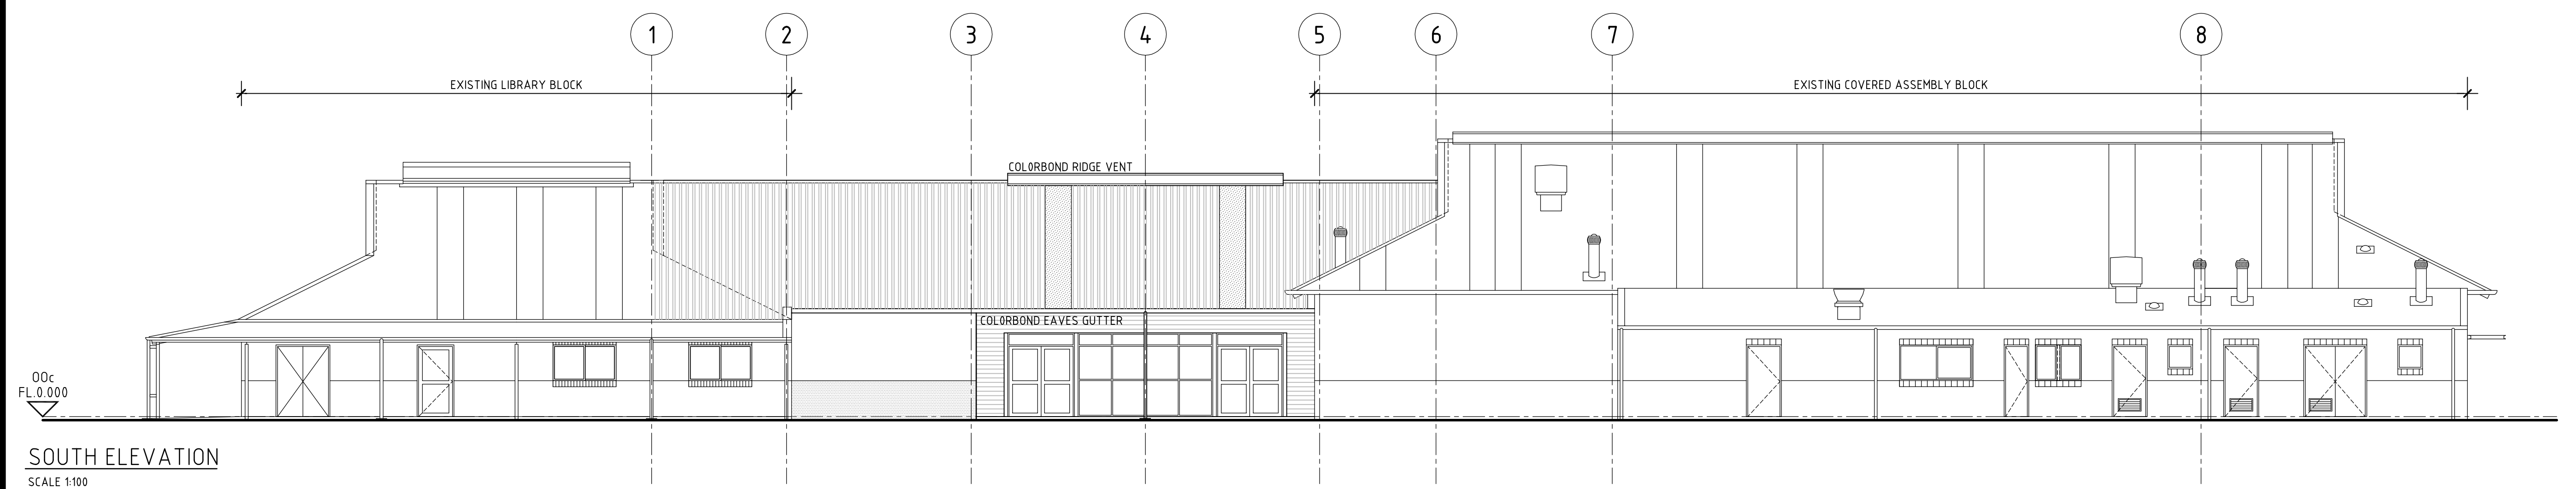 1 2 3 4 5 6 7 8
EXISTING LIBRARY BLOCK
EXISTING COVERED ASSEMBLY BLOCK
COLORBOND RIDGE VENT
COLORBOND EAVES GUTTER
OOc
FL.0.000
SOUTH ELEVATION
SCALE 1:100